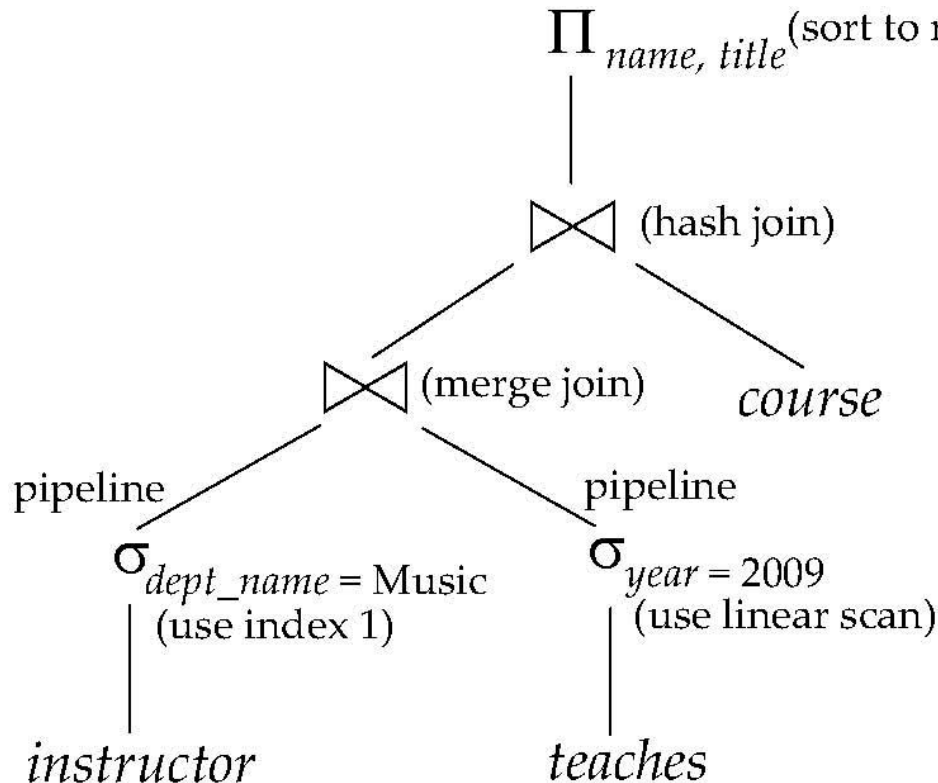 Π name, title (sort to
(hash join)
(merge join)
course
pipeline
pipeline
σ dept_name = Music
(use index 1)
σ year = 2009
(use linear scan)
instructor
teaches